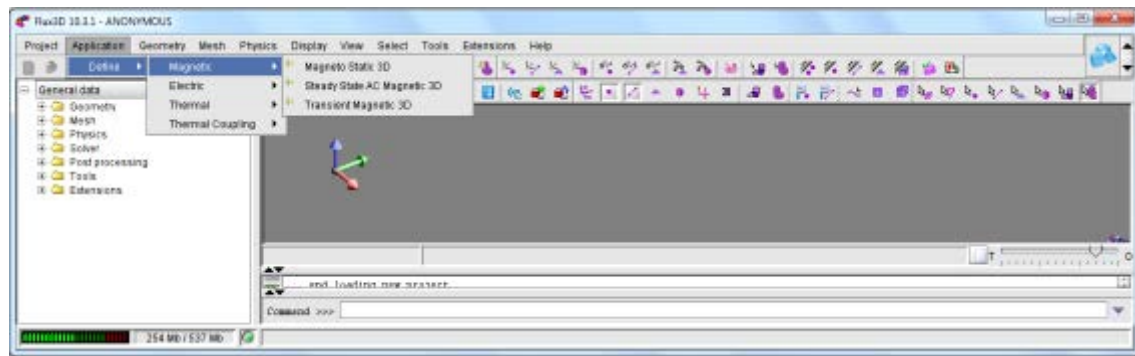 Flux3D 10.3.1 - ANONYMOUS
Project Application Geometry Mesh Physics Display View Select Tools Extensions Help
Define Magnetic Magneto Static 3D
General data Electric Steady State AC Magnetic 3D
Geometry Thermal Transient Magnetic 3D
Mesh Thermal Coupling
Physics
Solver
Post processing
Tools
Extensions
T O
end loading new project
Command >>>
254 Mb / 537 Mb